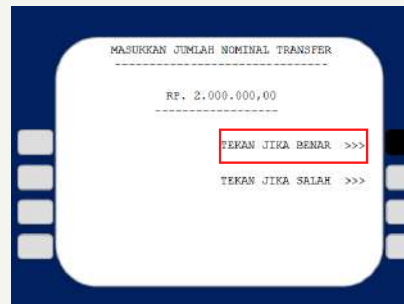 MASUKKAN JUMLAH NOMINAL TRANSFER
RP. 2.000.000,00
TEKAN JIKA BENAR >>>
TEKAN JIKA SALAH >>>